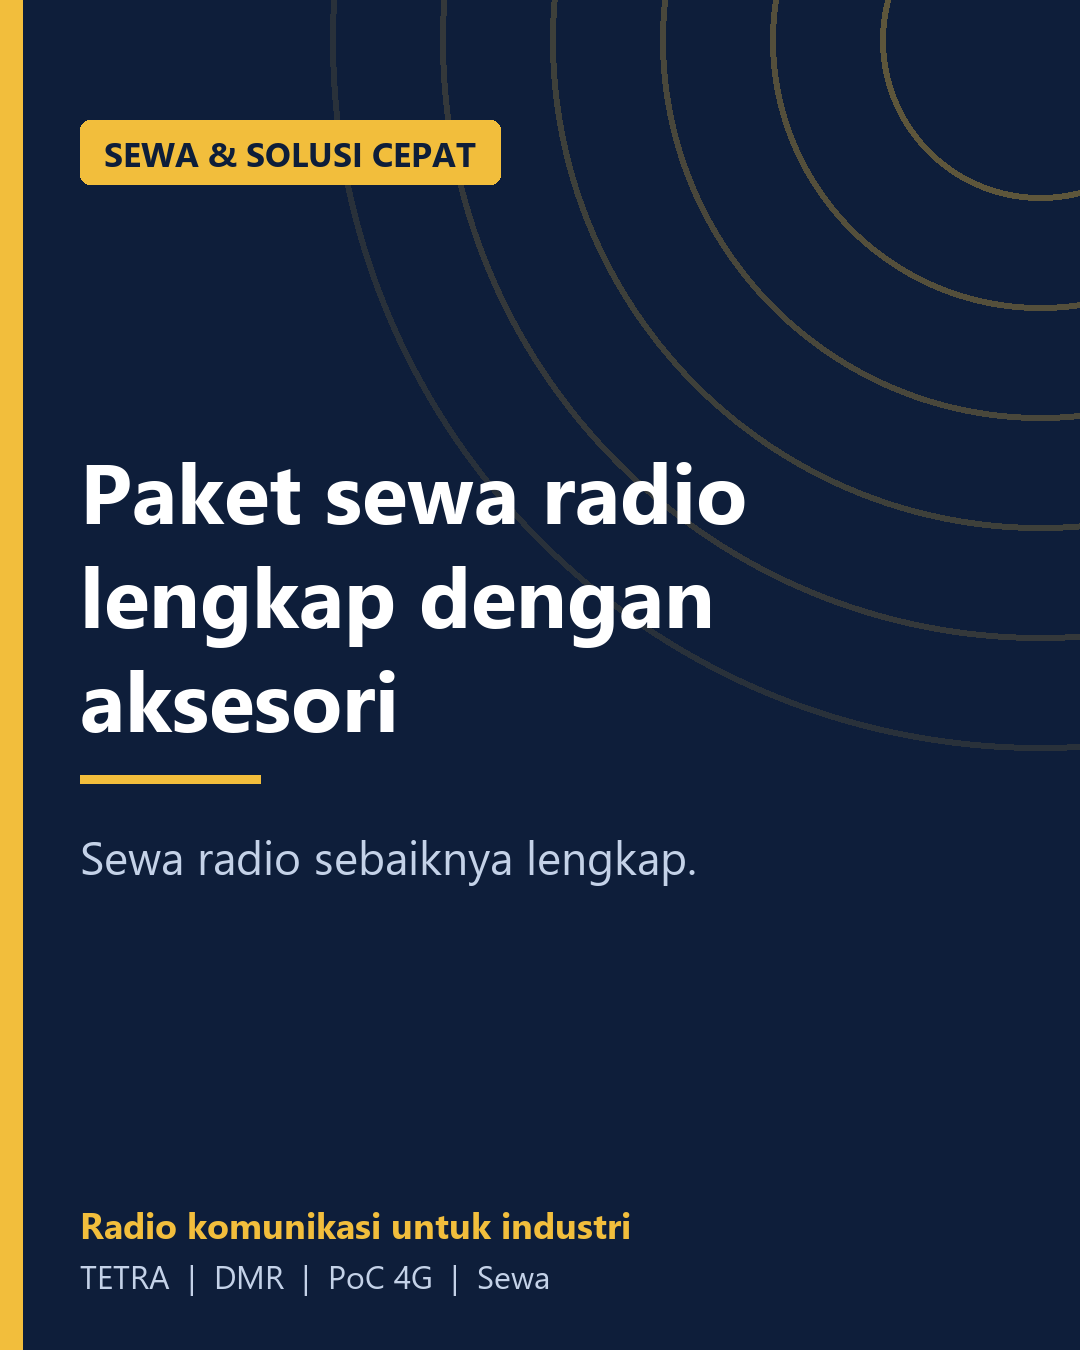 SEWA & SOLUSI CEPAT
Paket sewa radio
lengkap dengan
aksesori
Sewa radio sebaiknya lengkap.
Radio komunikasi untuk industri
TETRA | DMR | PoC 4G | Sewa